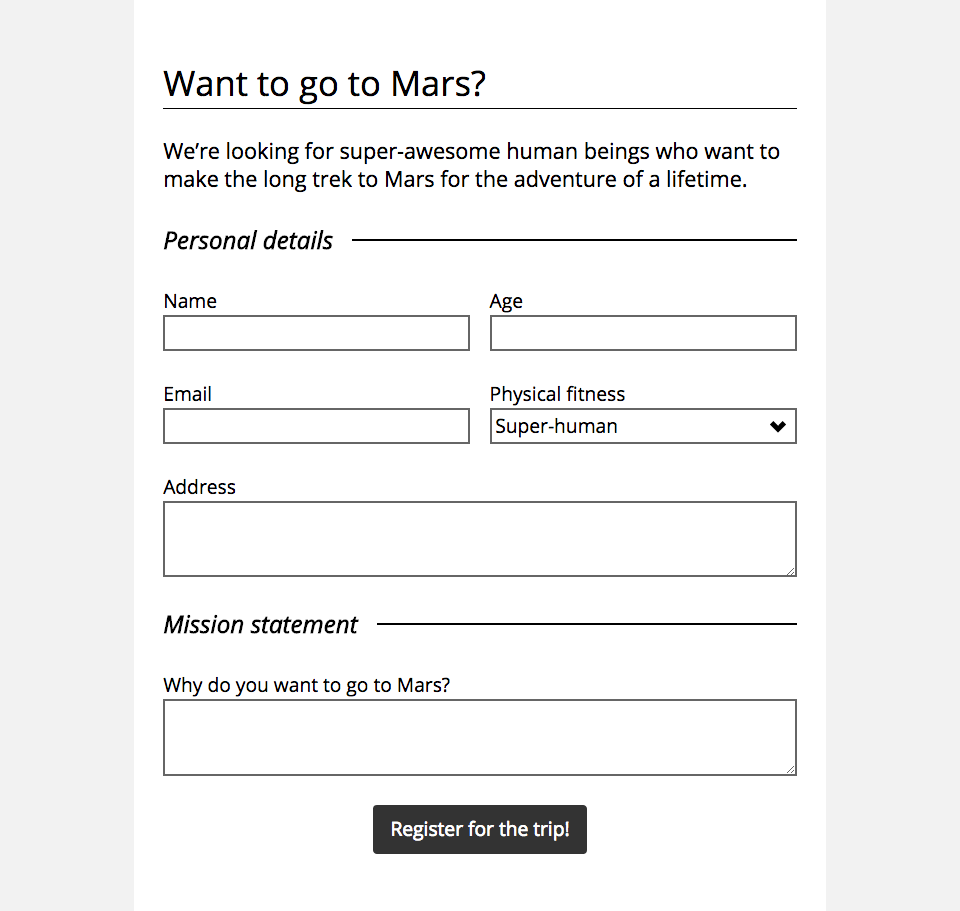 Want to go to Mars?
We’re looking for super-awesome human beings who want to
make the long trek to Mars for the adventure of a lifetime.
Personal details
Name
Age
Email
Physical fitness
Super-human
Address
Mission statement
Why do you want to go to Mars?
Register for the trip!